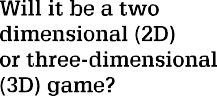 Will it be a two
dimensional (2D)
or three-dimensional
(3D) game?